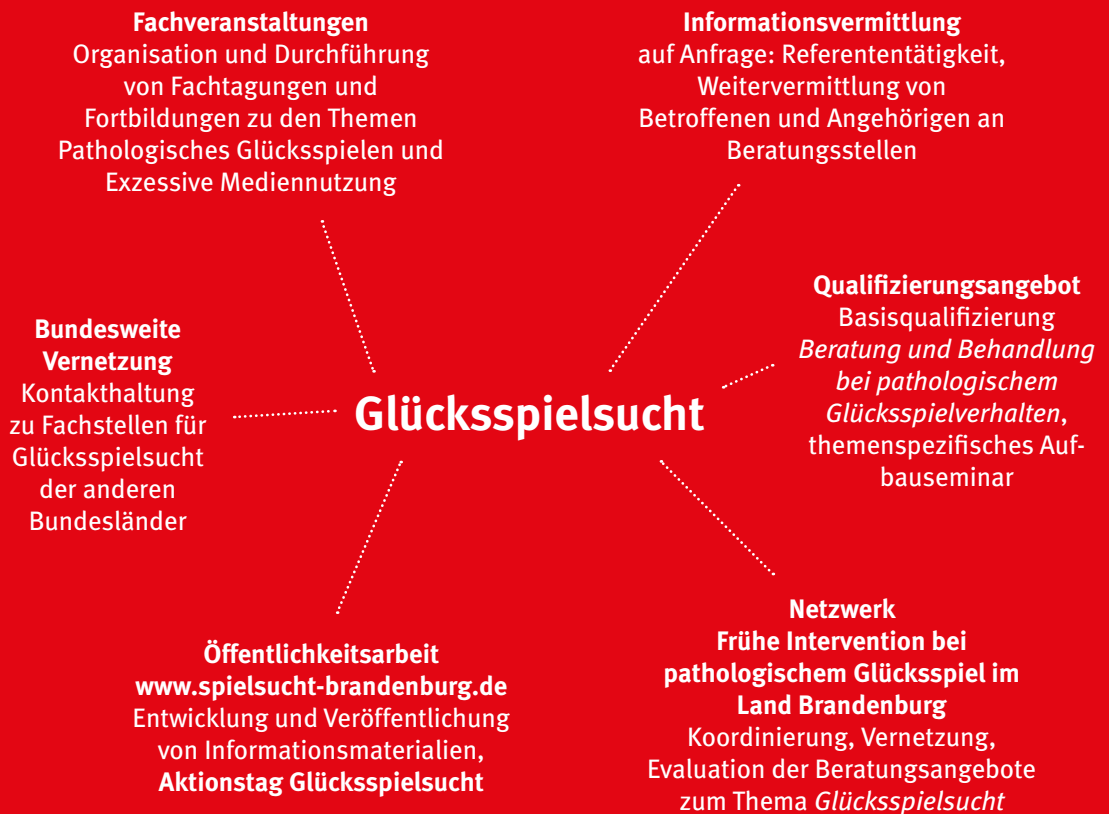 Fachveranstaltungen
Organisation und Durchführung
von Fachtagungen und
Fortbildungen zu den Themen
Pathologisches Glücksspielen und
Exzessive Mediennutzung
Informationsvermittlung
auf Anfrage: Referententätigkeit,
Weitervermittlung von
Betroffenen und Angehörigen an
Beratungsstellen
Bundesweite
Vernetzung
Kontakthaltung
zu Fachstellen für
Glücksspielsucht
der anderen
Bundesländer
Glücksspielsucht
Qualifizierungsangebot
Basisqualifizierung
Beratung und Behandlung
bei pathologischem
Glücksspielverhalten,
themenspezifisches Auf-
bauseminar
Öffentlichkeitsarbeit
www.spielsucht-brandenburg.de
Entwicklung und Veröffentlichung
von Informationsmaterialien,
Aktionstag Glücksspielsucht
Netzwerk
Frühe Intervention bei
pathologischem Glücksspiel im
Land Brandenburg
Koordinierung, Vernetzung,
Evaluation der Beratungsangebote
zum Thema Glücksspielsucht